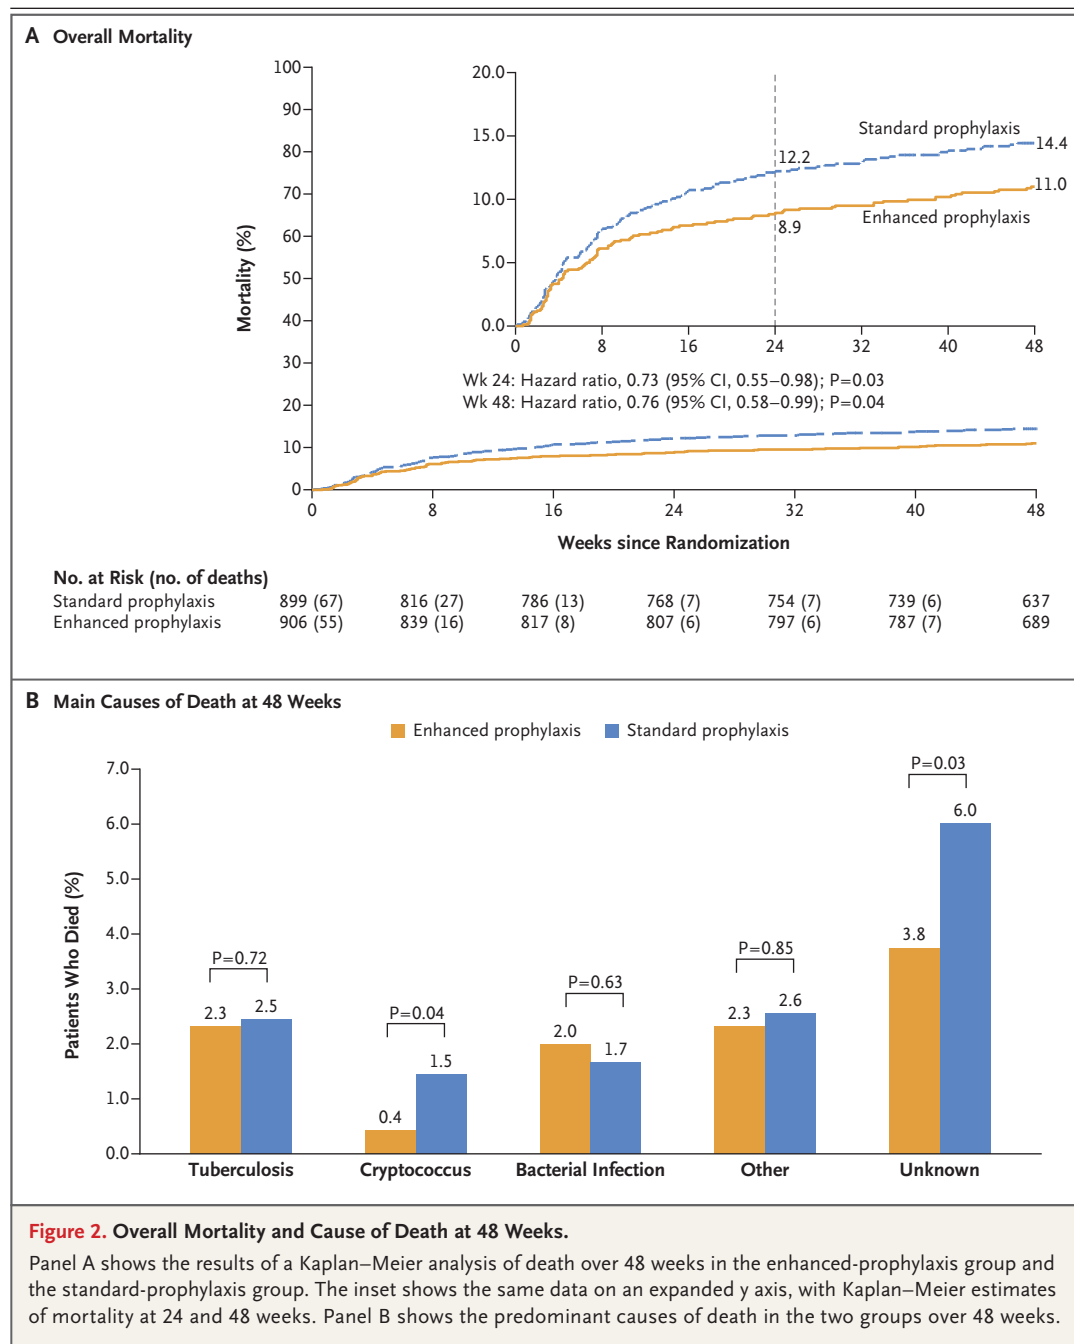 A Overall Mortality
100
90
80
70
60
50
40
30
20
10
0
Mortality (%)
20.0
15.0
10.0
5.0
0.0
Standard prophylaxis
14.4
12.2
11.0
Enhanced prophylaxis
8.9
0 8 16 24 32 40 48
Wk 24: Hazard ratio, 0.73 (95% CI, 0.55–0.98); P=0.03
Wk 48: Hazard ratio, 0.76 (95% CI, 0.58–0.99); P=0.04
0 8 16 24 32 40 48
Weeks since Randomization
No. at Risk (no. of deaths)
Standard prophylaxis 899 (67) 816 (27) 786 (13) 768 (7) 754 (7) 739 (6) 637
Enhanced prophylaxis 906 (55) 839 (16) 817 (8) 807 (6) 797 (6) 787 (7) 689
B Main Causes of Death at 48 Weeks
Enhanced prophylaxis Standard prophylaxis
7.0
6.0
5.0
4.0
3.0
2.0
1.0
0.0
Patients Who Died (%)
P=0.72
2.3 2.5
P=0.04
0.4 1.5
P=0.63
2.0 1.7
P=0.85
2.3 2.6
P=0.03
3.8 6.0
Tuberculosis Cryptococcus Bacterial Infection Other Unknown
Figure 2. Overall Mortality and Cause of Death at 48 Weeks.
Panel A shows the results of a Kaplan–Meier analysis of death over 48 weeks in the enhanced-prophylaxis group and
the standard-prophylaxis group. The inset shows the same data on an expanded y axis, with Kaplan–Meier estimates
of mortality at 24 and 48 weeks. Panel B shows the predominant causes of death in the two groups over 48 weeks.